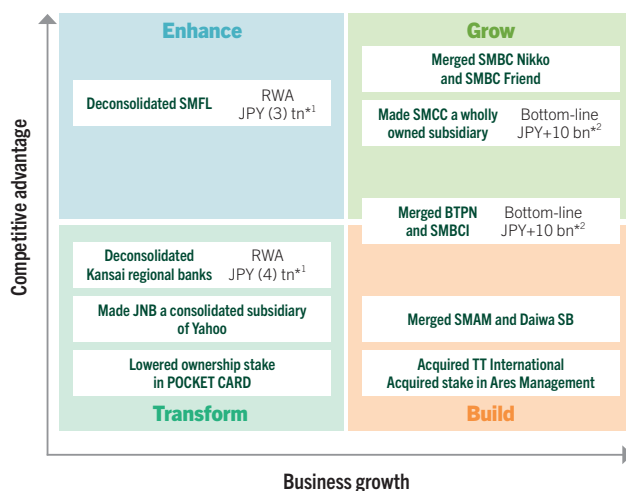 Competitive advantage
Enhance
Deconsolidated SMFL
RWA
JPY (3) tn*1
Grow
Merged SMBC Nikko
and SMBC Friend
Made SMCC a wholly
owned subsidiary
Bottom-line
JPY+10 bn*2
Merged BTPN
and SMBCI
Bottom-line
JPY+10 bn*2
Deconsolidated
Kansai regional banks
RWA
JPY (4) tn*1
Made JNB a consolidated subsidiary
of Yahoo
Lowered ownership stake
in POCKET CARD
Transform
Merged SMAM and Daiwa SB
Acquired TT International
Acquired stake in Ares Management
Build
Business growth